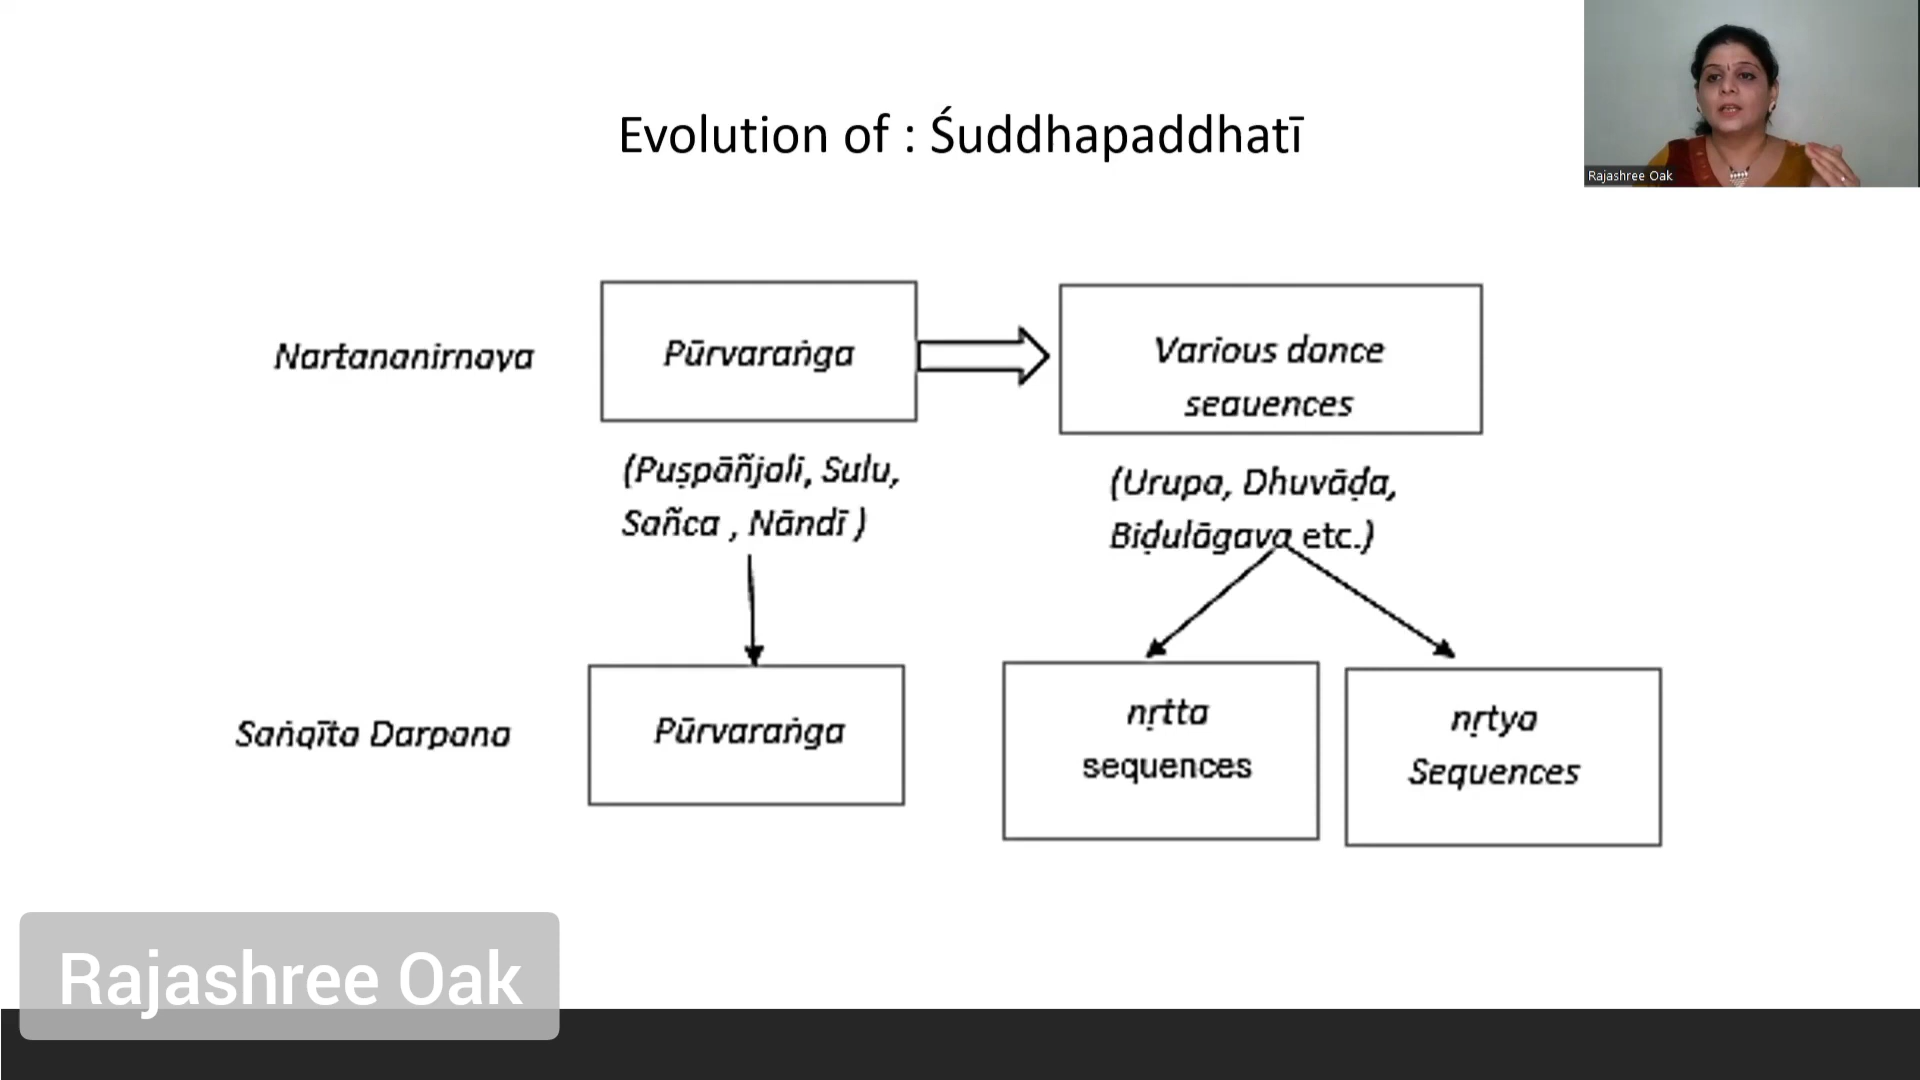 Evolution of : Śuddhapaddhatī
Rajashree Oak
Nartananirnaya
Pūrvaraṅga
Various dance
sequences
(Puṣpāñjali, Sulu,
Sañca , Nāndī )
(Urupa, Dhuvāḍa,
Biḍulāgava etc.)
Saṅgīta Darpana
Pūrvaraṅga
nṛtta
sequences
nṛtya
Sequences
Rajashree Oak